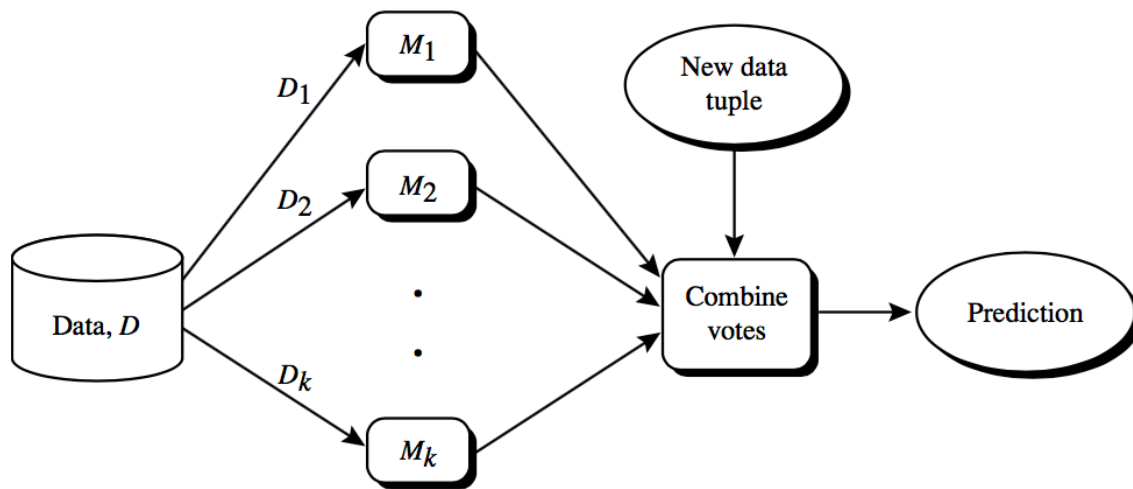 M1
New data
tuple
D1
M2
D2
Data, D
Combine
votes
Prediction
Dk
Mk